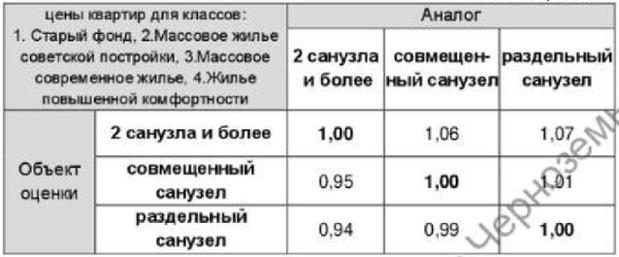 цены квартир для классов:
1. Старый фонд, 2.Массовое жилье
советской постройки, 3.Массовое
современное жилье, 4.Жилье
повышенной комфортности
Аналог
2 санузла
и более
совмещен-
ный санузел
раздельный
санузел
Объект
оценки
2 санузла и более
1,00
1,06
1,07
совмещенный
санузел
0,95
1,00
1,01
раздельный
санузел
0,94
0,99
1,00